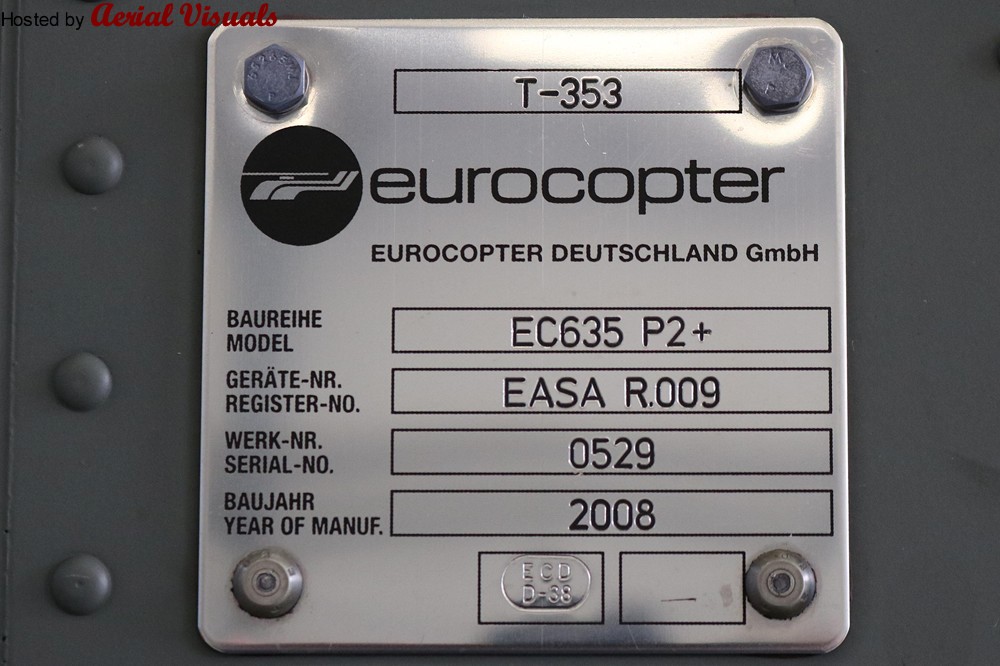 Hosted by Aerial Visuals
T-353
eurocopter
EUROCOPTER DEUTSCHLAND GmbH
BAUREIHE
MODEL
EC635 P2+
GERÄTE-NR.
REGISTER-NO.
EASA R.009
WERK-NR.
SERIAL-NO.
0529
BAUJAHR
YEAR OF MANUF.
2008
ECD
D-38